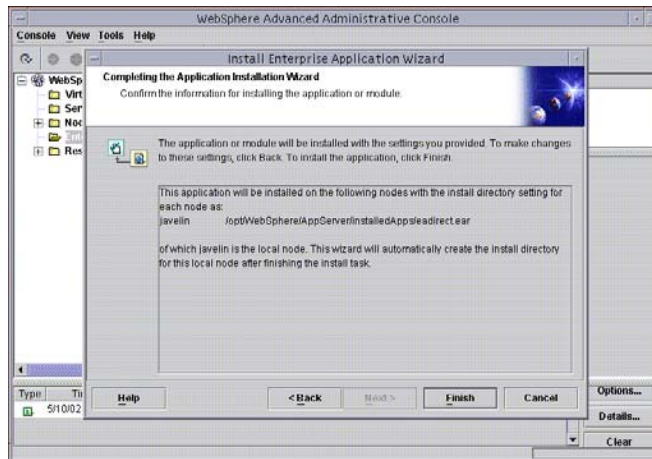 WebSphere Advanced Administrative Console
Console View Tools Help
Install Enterprise Application Wizard
Completing the Application Installation Wizard
Confirm the information for installing the application or module.
WebSp
Virt
Ser
Noc
Res
The application or module will be installed with the settings you provided. To make changes
to these settings, click Back. To install the application, click Finish.
This application will be installed on the following nodes with the install directory setting for
each node as:
javelin /opt/WebSphere/AppServer/installedApps/eadirect.ear
of which javelin is the local node. This wizard will automatically create the install directory
for this local node after finishing the install task.
Type Ti
5/10/02
Help <Back Next > Finish Cancel
Options...
Details...
Clear